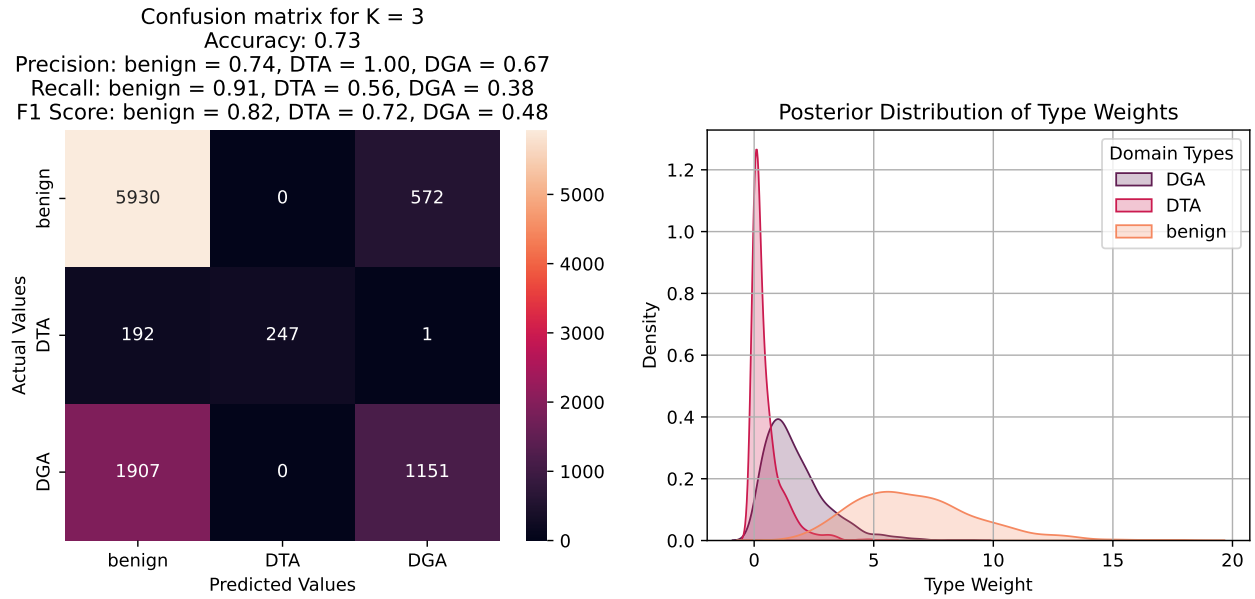 Confusion matrix for K = 3
Accuracy: 0.73
Precision: benign = 0.74, DTA = 1.00, DGA = 0.67
Recall: benign = 0.91, DTA = 0.56, DGA = 0.38
F1 Score: benign = 0.82, DTA = 0.72, DGA = 0.48
Actual Values
benign
DTA
DGA
5930 0 572
192 247 1
1907 0 1151
benign DTA DGA
Predicted Values
5000
4000
3000
2000
1000
0
Posterior Distribution of Type Weights
Density
1.2
1.0
0.8
0.6
0.4
0.2
0.0
0 5 10 15 20
Type Weight
Domain Types
DGA
DTA
benign